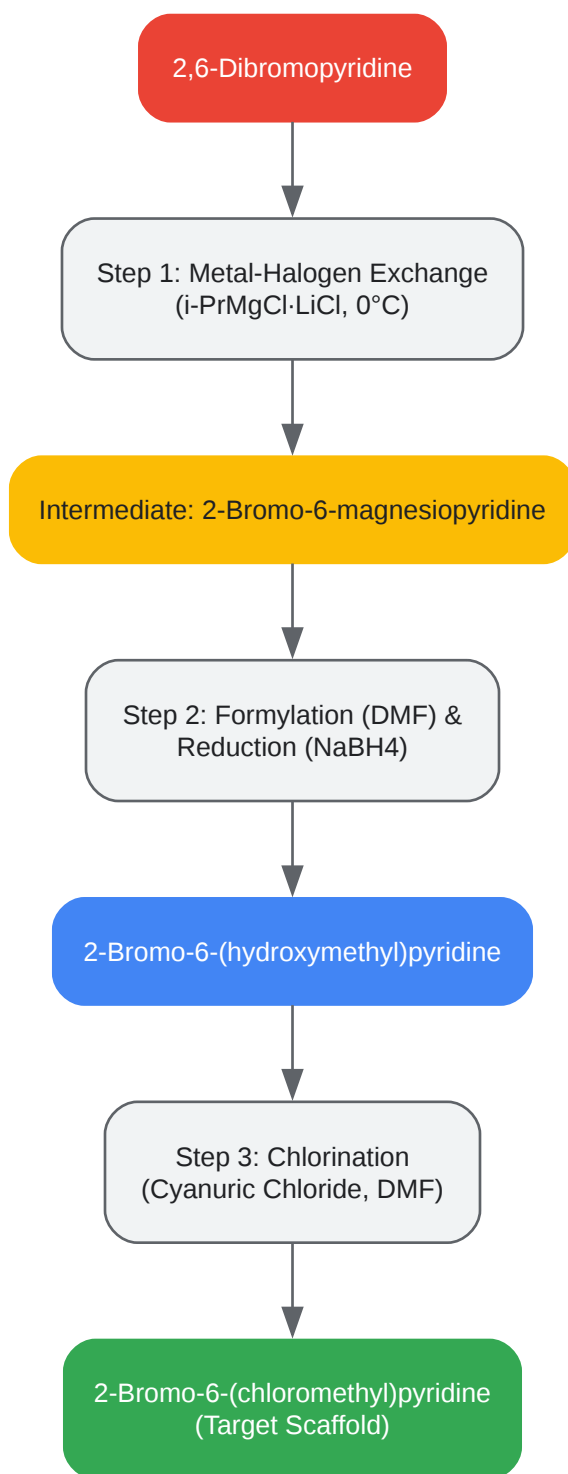 2,6-Dibromopyridine
Step 1: Metal-Halogen Exchange
(i-PrMgCl·LiCl, 0°C)
Intermediate: 2-Bromo-6-magnesiopyridine
Step 2: Formylation (DMF) &
Reduction (NaBH4)
2-Bromo-6-(hydroxymethyl)pyridine
Step 3: Chlorination
(Cyanuric Chloride, DMF)
2-Bromo-6-(chloromethyl)pyridine
(Target Scaffold)